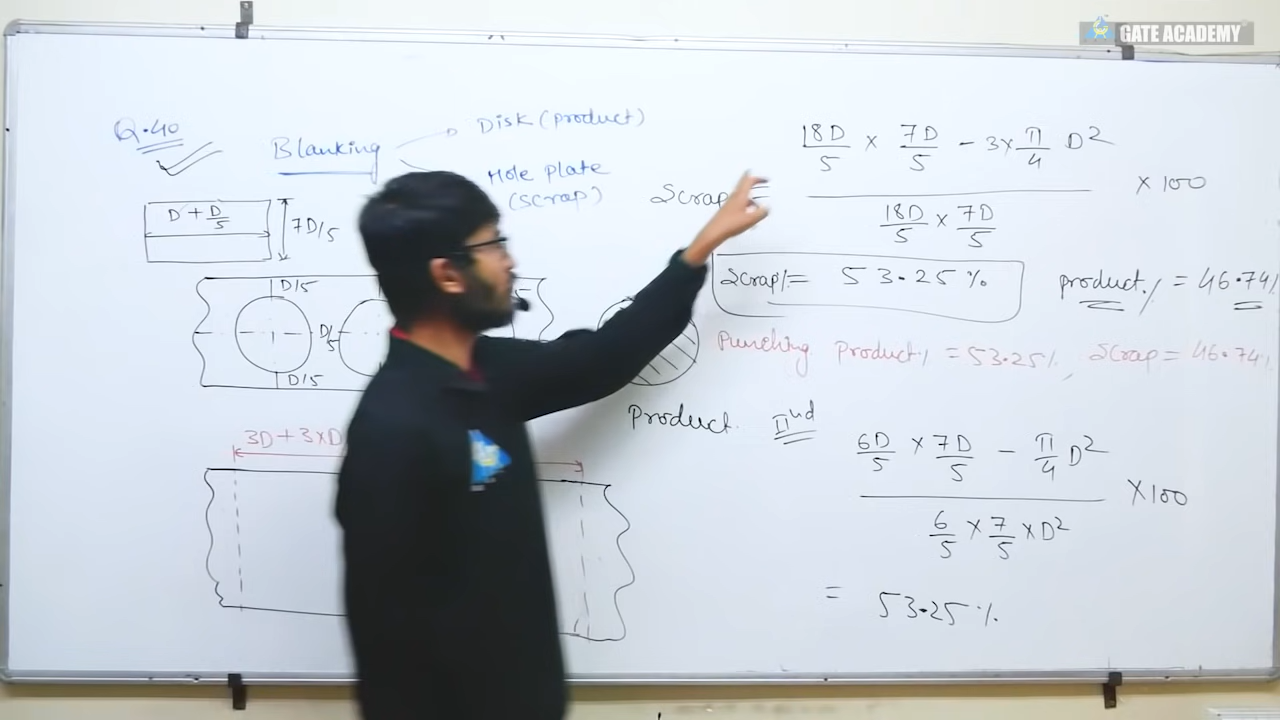 GATE ACADEMY
Q.40
Blanking
Disk (product)
Hole plate
(scrap)
D + D/5
7D/5
D/5
D/5
D/5
3D + 3×D
Product.
18D/5 × 7D/5 - 3×π/4 D²
Scrap =
× 100
18D/5 × 7D/5
Scrap% = 53.25%
product% = 46.74%
Punching product% = 53.25%, Scrap = 46.74%
IInd
6D/5 × 7D/5 - π/4 D²
× 100
6/5 × 7/5 × D²
= 53.25%